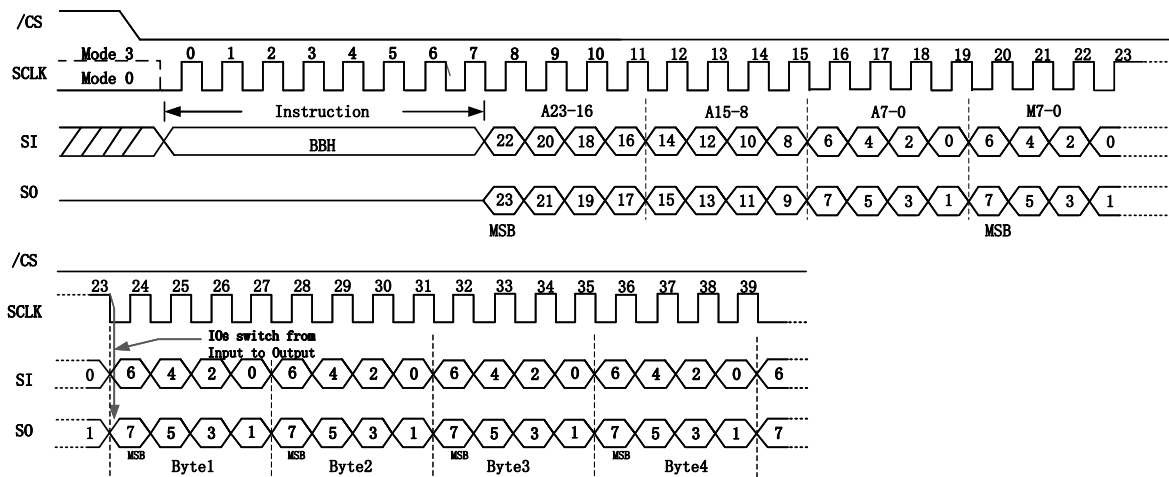 /CS
Mode 3 0 1 2 3 4 5 6 7 8 9 10 11 12 13 14 15 16 17 18 19 20 21 22 23
SCLK
Mode 0
Instruction A23-16 A15-8 A7-0 M7-0
SI BBH 22 20 18 16 14 12 10 8 6 4 2 0 6 4 2 0
SO 23 21 19 17 15 13 11 9 7 5 3 1 7 5 3 1
MSB MSB
/CS
23 24 25 26 27 28 29 30 31 32 33 34 35 36 37 38 39
SCLK
IOs switch from
Input to Output
SI 0 6 4 2 0 6 4 2 0 6 4 2 0 6 4 2 0 6
SO 1 7 5 3 1 7 5 3 1 7 5 3 1 7 5 3 1 7
MSB MSB MSB MSB
Byte1 Byte2 Byte3 Byte4